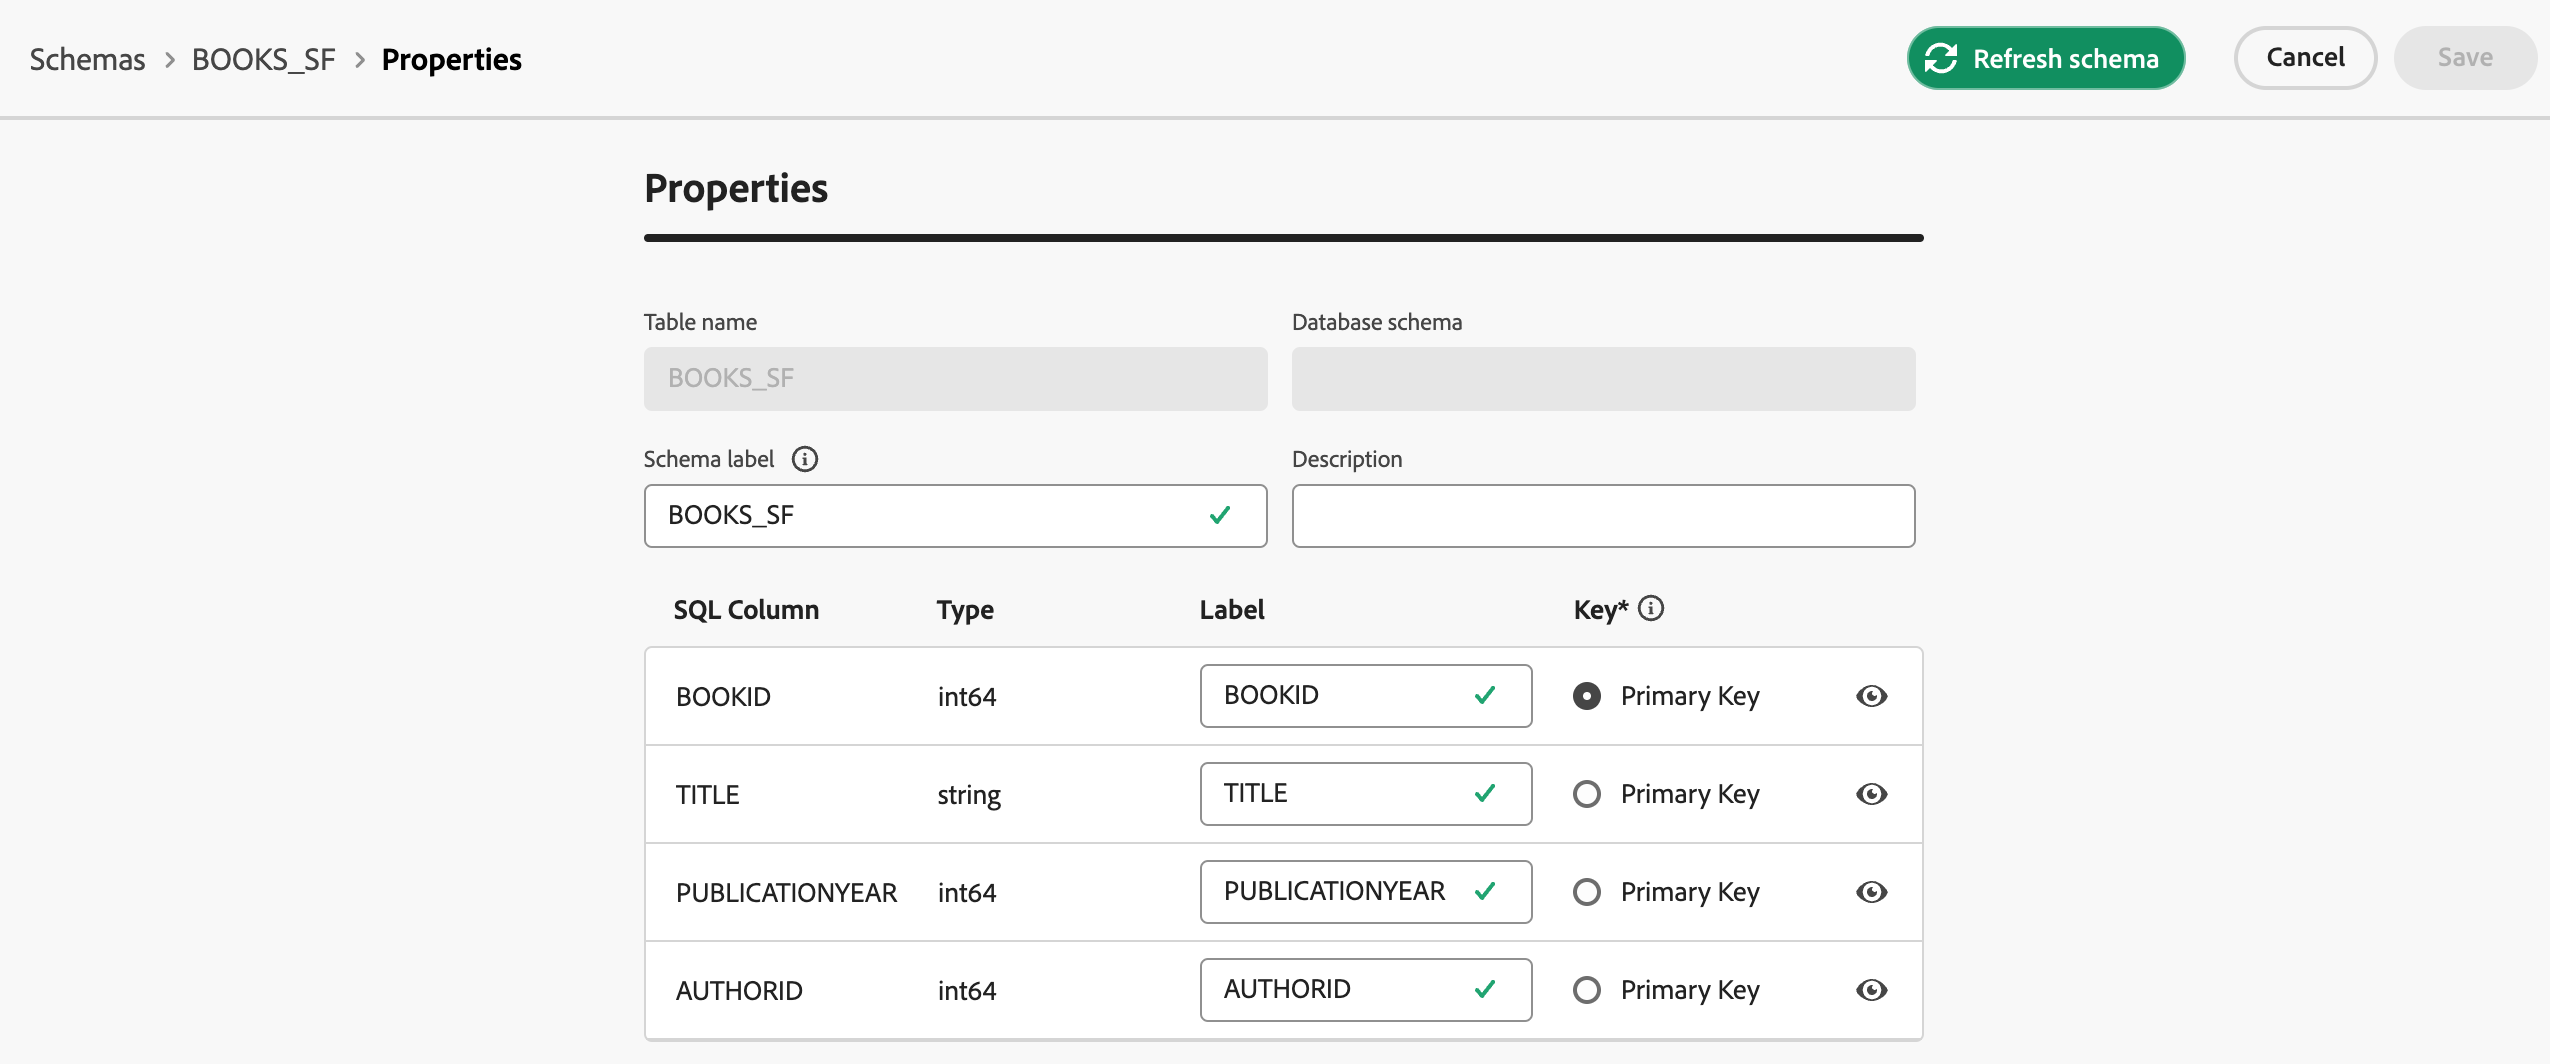 Schemas > BOOKS_SF > Properties
Refresh schema
Cancel
Save
Properties
Table name
Database schema
BOOKS_SF
Schema label
Description
BOOKS_SF
SQL Column Type Label Key*
BOOKID int64 BOOKID Primary Key
TITLE string TITLE Primary Key
PUBLICATIONYEAR int64 PUBLICATIONYEAR Primary Key
AUTHORID int64 AUTHORID Primary Key